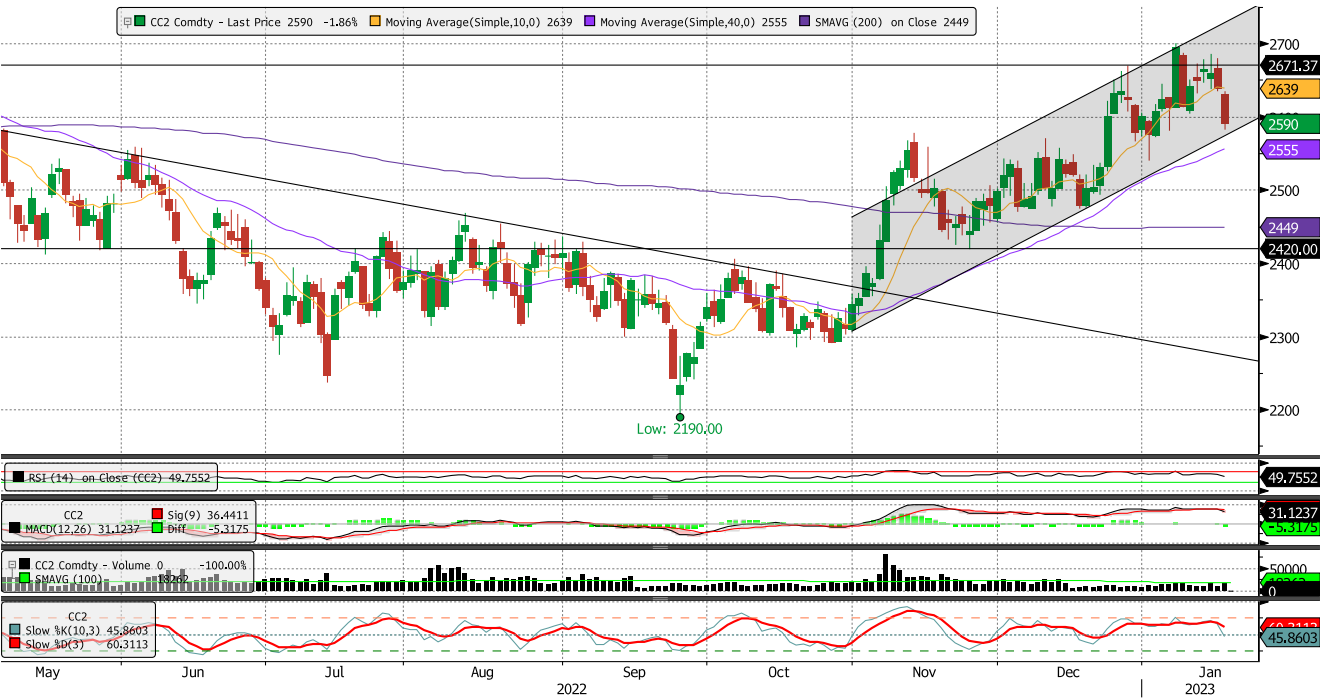 CC2 Comdty - Last Price 2590 -1.86% Moving Average(Simple,10,0) 2639 Moving Average(Simple,40,0) 2555 SMAVG (200) on Close 2449
2700
2671.37
2639
2590
2555
2500
2449
2420.00
2400
2300
2200
Low: 2190.00
RSI (14) on Close (CC2) 49.7552
49.7552
CC2 Sig(9) 36.4411
MACD(12,26) 31.1237 Diff -5.3175
31.1237
-5.3175
CC2 Comdty - Volume 0 -100.00%
SMAVG (100) 18262
50000
0
CC2
Slow %K(10,3) 45.8603
Slow %D(3) 60.3113
60.3113
45.8603
May Jun Jul Aug Sep Oct Nov Dec Jan
2022 2023